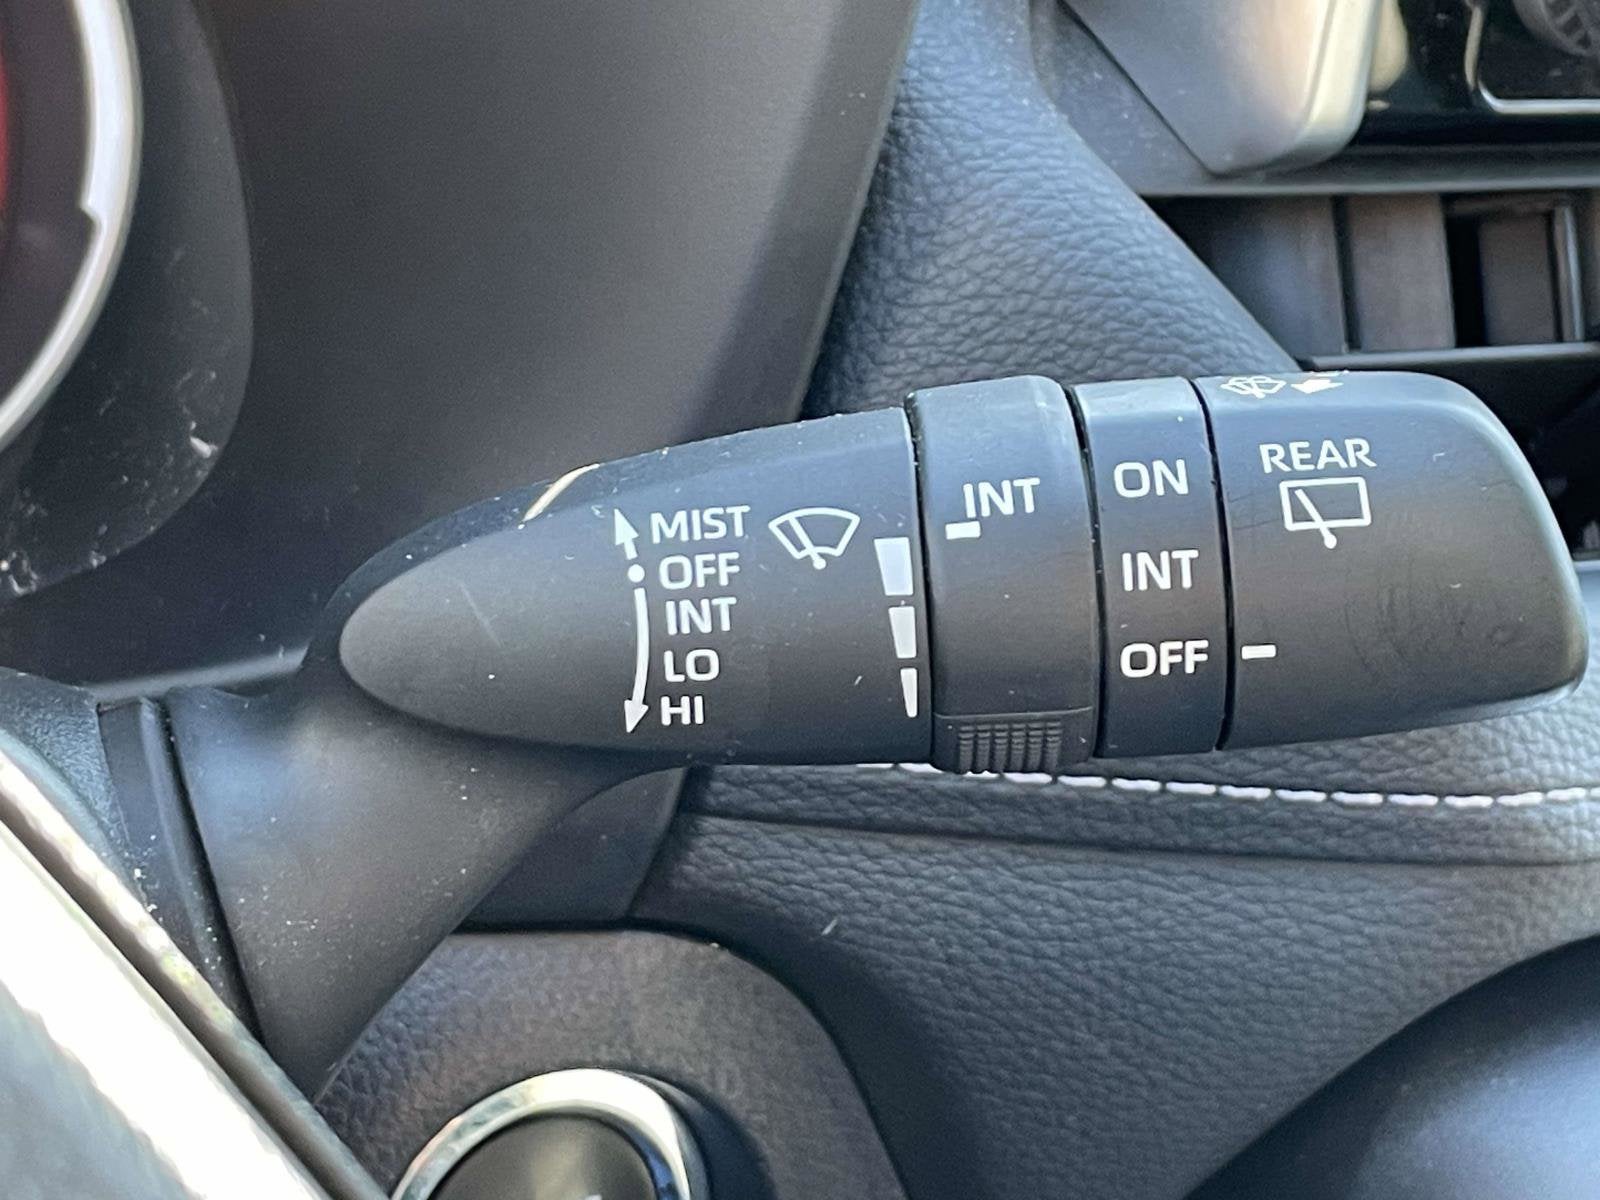 MIST
OFF
INT
LO
HI
INT
ON
INT
OFF
REAR